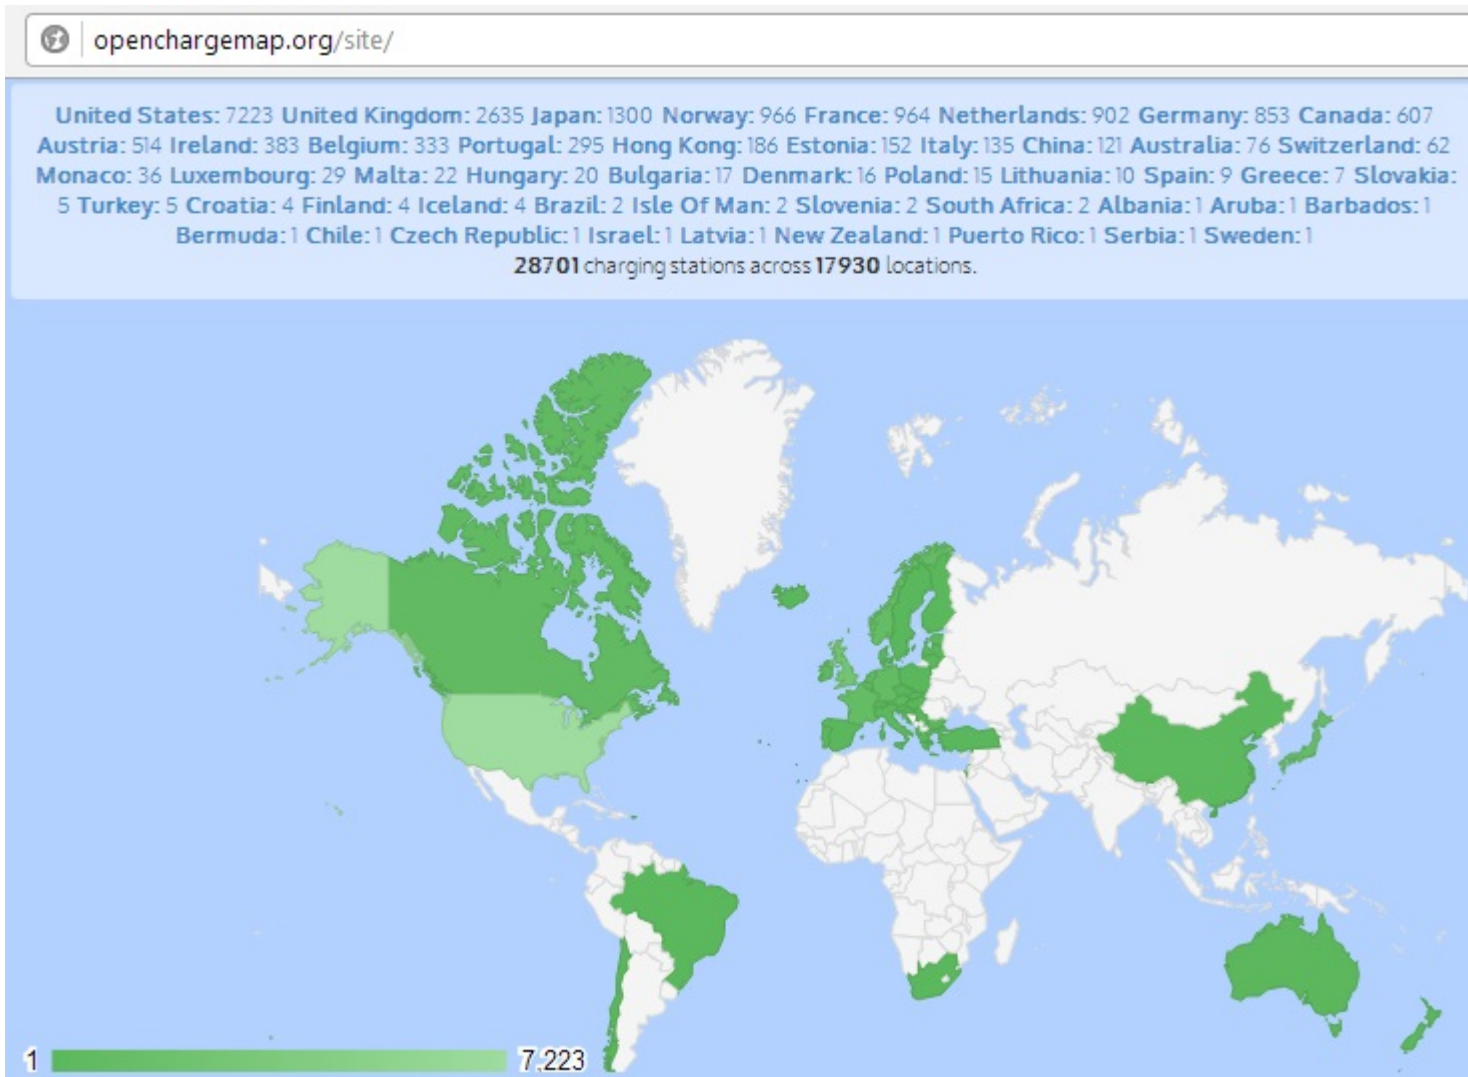 openchargemap.org/site/
United States: 7223 United Kingdom: 2635 Japan: 1300 Norway: 966 France: 964 Netherlands: 902 Germany: 853 Canada: 607
Austria: 514 Ireland: 383 Belgium: 333 Portugal: 295 Hong Kong: 186 Estonia: 152 Italy: 135 China: 121 Australia: 76 Switzerland: 62
Monaco: 36 Luxembourg: 29 Malta: 22 Hungary: 20 Bulgaria: 17 Denmark: 16 Poland: 15 Lithuania: 10 Spain: 9 Greece: 7 Slovakia:
5 Turkey: 5 Croatia: 4 Finland: 4 Iceland: 4 Brazil: 2 Isle Of Man: 2 Slovenia: 2 South Africa: 2 Albania: 1 Aruba: 1 Barbados: 1
Bermuda: 1 Chile: 1 Czech Republic: 1 Israel: 1 Latvia: 1 New Zealand: 1 Puerto Rico: 1 Serbia: 1 Sweden: 1
28701 charging stations across 17930 locations.
1 7,223